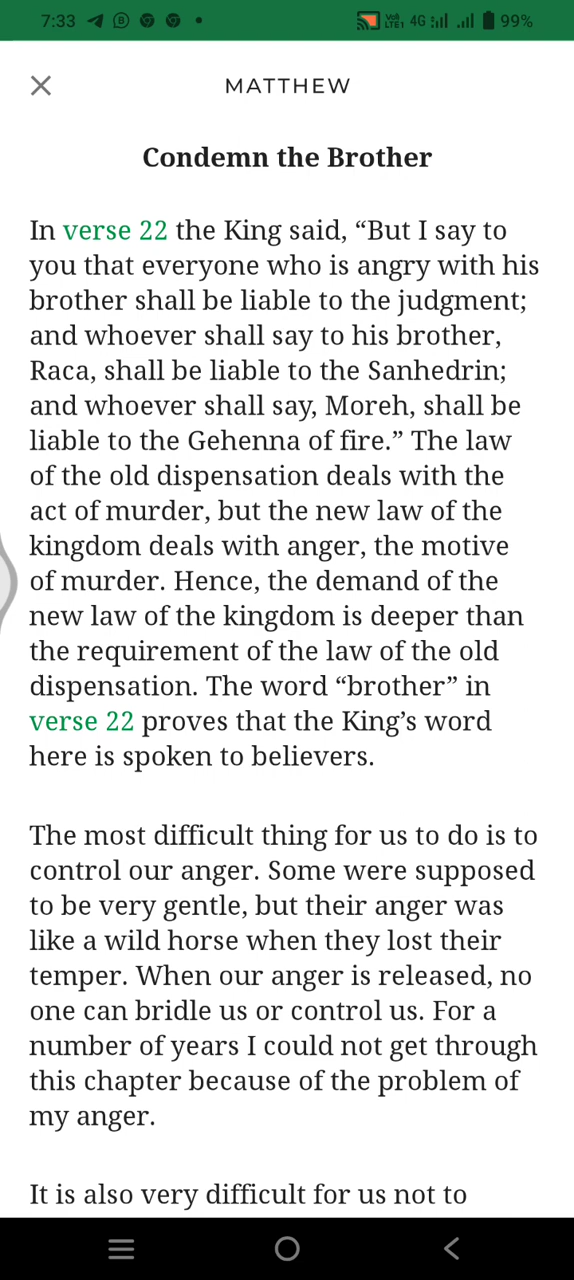 7:33
VoB
LTE1 4G
99%
MATTHEW
Condemn the Brother
In verse 22 the King said, “But I say to
you that everyone who is angry with his
brother shall be liable to the judgment;
and whoever shall say to his brother,
Raca, shall be liable to the Sanhedrin;
and whoever shall say, Moreh, shall be
liable to the Gehenna of fire.” The law
of the old dispensation deals with the
act of murder, but the new law of the
kingdom deals with anger, the motive
of murder. Hence, the demand of the
new law of the kingdom is deeper than
the requirement of the law of the old
dispensation. The word “brother” in
verse 22 proves that the King’s word
here is spoken to believers.
The most difficult thing for us to do is to
control our anger. Some were supposed
to be very gentle, but their anger was
like a wild horse when they lost their
temper. When our anger is released, no
one can bridle us or control us. For a
number of years I could not get through
this chapter because of the problem of
my anger.
It is also very difficult for us not to